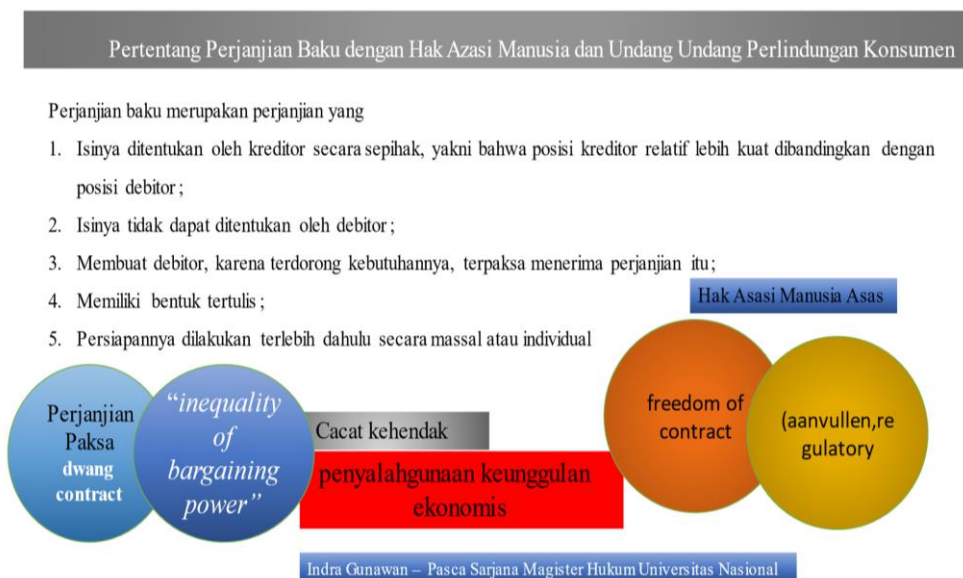 Pertentang Perjanjian Baku dengan Hak Azasi Manusia dan Undang Undang Perlindungan Konsumen
Perjanjian baku merupakan perjanjian yang
1. Isinya ditentukan oleh kreditor secara sepihak, yakni bahwa posisi kreditor relatif lebih kuat dibandingkan dengan
posisi debitor;
2. Isinya tidak dapat ditentukan oleh debitor;
3. Membuat debitor, karena terdorong kebutuhannya, terpaksa menerima perjanjian itu;
4. Memiliki bentuk tertulis;
5. Persiapannya dilakukan terlebih dahulu secara massal atau individual
Hak Asasi Manusia Asas
Perjanjian
Paksa
dwang
contract
“inequality
of
bargaining
power”
Cacat kehendak
penyalahgunaan keunggulan
ekonomis
freedom of
contract
(aanvullen,re
gulatory
Indra Gunawan – Pasca Sarjana Magister Hukum Universitas Nasional